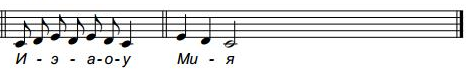 И - э - а-о-у Ми - я